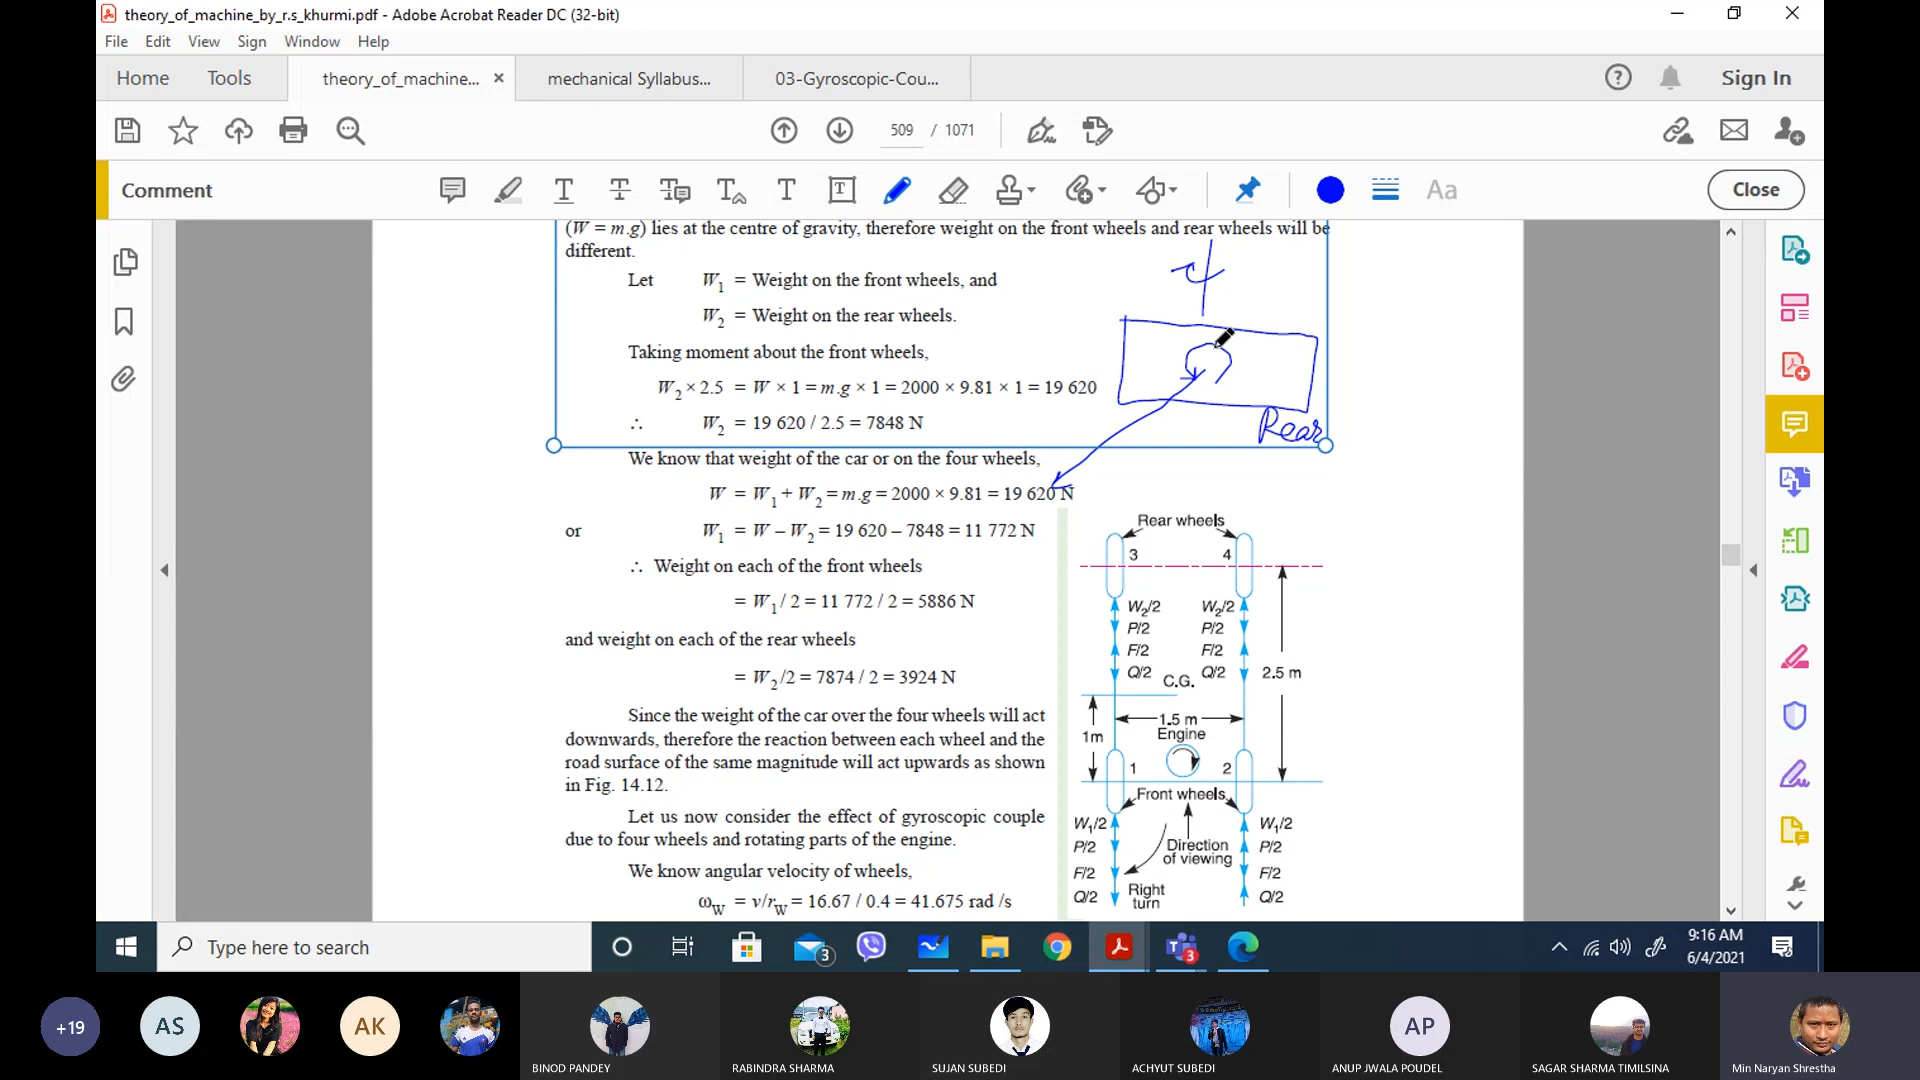 theory_of_machine_by_r.s_khurmi.pdf - Adobe Acrobat Reader DC (32-bit)
File Edit View Sign Window Help
Home Tools theory_of_machine... × mechanical Syllabus... 03-Gyroscopic-Cou... Sign In
509 / 1071
Comment Aa Close
(W = m.g) lies at the centre of gravity, therefore weight on the front wheels and rear wheels will be
different.
Let W1 = Weight on the front wheels, and
W2 = Weight on the rear wheels.
Taking moment about the front wheels,
W2 × 2.5 = W × 1 = m.g × 1 = 2000 × 9.81 × 1 = 19 620
∴ W2 = 19 620 / 2.5 = 7848 N
Rear
We know that weight of the car or on the four wheels,
W = W1 + W2 = m.g = 2000 × 9.81 = 19 620 N
or W1 = W – W2 = 19 620 – 7848 = 11 772 N
∴ Weight on each of the front wheels
= W1 / 2 = 11 772 / 2 = 5886 N
and weight on each of the rear wheels
= W2 /2 = 7874 / 2 = 3924 N
Since the weight of the car over the four wheels will act
downwards, therefore the reaction between each wheel and the
road surface of the same magnitude will act upwards as shown
in Fig. 14.12.
Let us now consider the effect of gyroscopic couple
due to four wheels and rotating parts of the engine.
We know angular velocity of wheels,
ωW = v/rW = 16.67 / 0.4 = 41.675 rad /s
Rear wheels
3 4
W2/2 W2/2
P/2 P/2
F/2 F/2
Q/2 C.G. Q/2 2.5 m
1.5 m
1m Engine
1 2
Front wheels
W1/2 W1/2
P/2 Direction P/2
of viewing
F/2 F/2
Q/2 Right Q/2
turn
Type here to search
3
3
9:16 AM
6/4/2021
+19 AS AK AP
BINOD PANDEY RABINDRA SHARMA SUJAN SUBEDI ACHYUT SUBEDI ANUP JWALA POUDEL SAGAR SHARMA TIMILSINA Min Naryan Shrestha